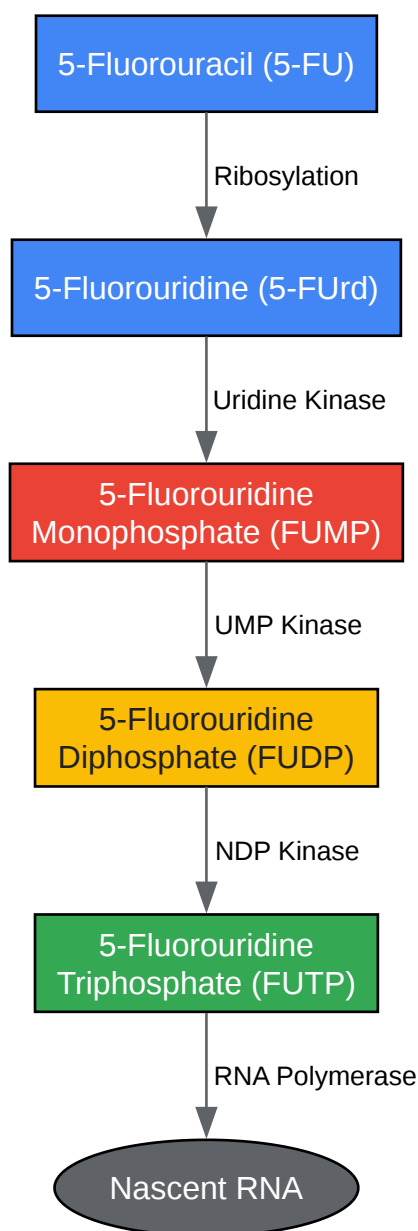 5-Fluorouracil (5-FU)
Ribosylation
5-Fluorouridine (5-FUrd)
Uridine Kinase
5-Fluorouridine
Monophosphate (FUMP)
UMP Kinase
5-Fluorouridine
Diphosphate (FUDP)
NDP Kinase
5-Fluorouridine
Triphosphate (FUTP)
RNA Polymerase
Nascent RNA